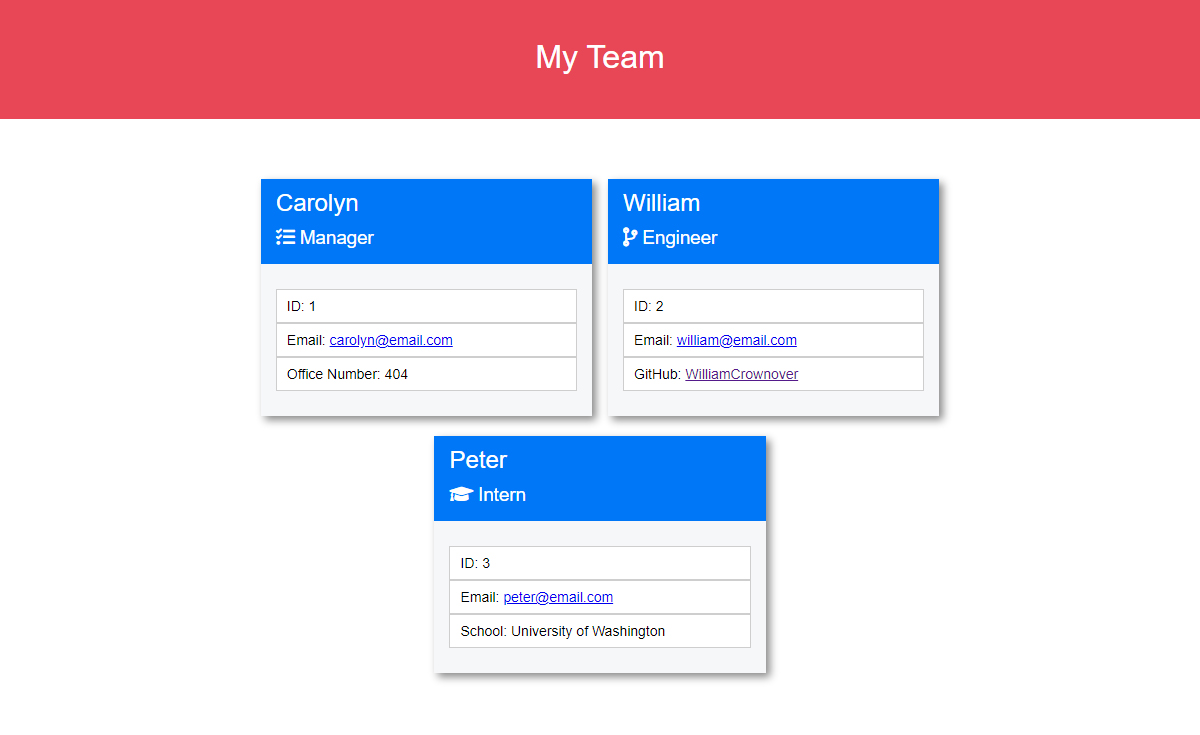 My Team
Carolyn
Manager
ID: 1
Email: carolyn@email.com
Office Number: 404
William
Engineer
ID: 2
Email: william@email.com
GitHub: WilliamCrownover
Peter
Intern
ID: 3
Email: peter@email.com
School: University of Washington